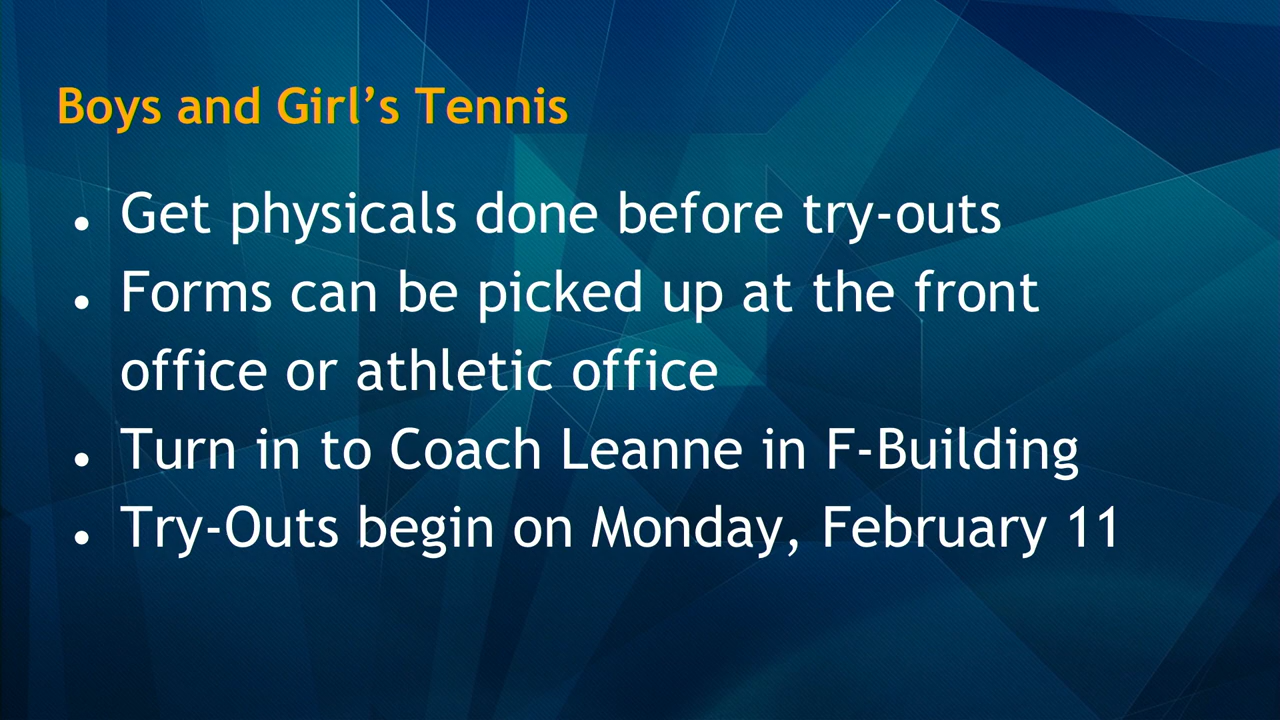 Boys and Girl’s Tennis
• Get physicals done before try-outs
• Forms can be picked up at the front
office or athletic office
• Turn in to Coach Leanne in F-Building
• Try-Outs begin on Monday, February 11